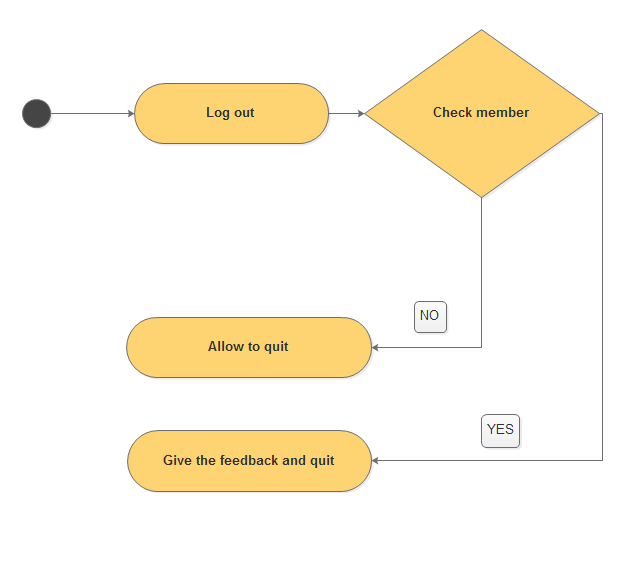 Log out
Check member
NO
Allow to quit
YES
Give the feedback and quit